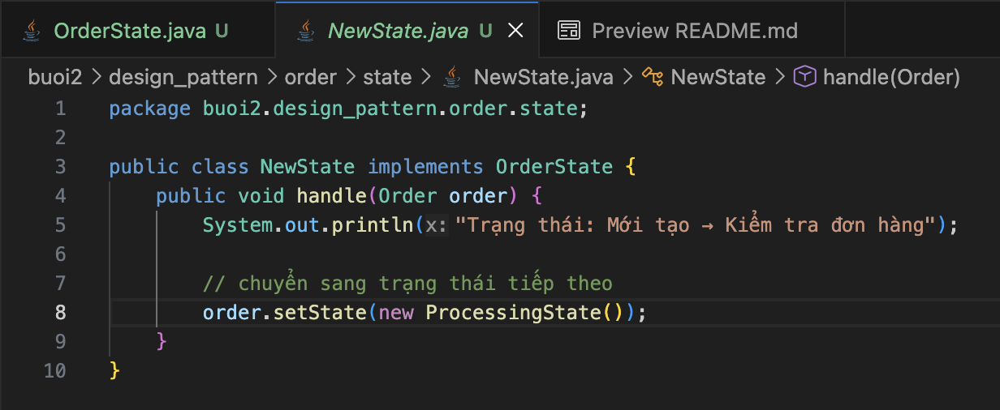 OrderState.java U NewState.java U Preview README.md
buoi2 > design_pattern > order > state > NewState.java > NewState > handle(Order)
1 package buoi2.design_pattern.order.state;
2
3 public class NewState implements OrderState {
4 public void handle(Order order) {
5 System.out.println(x: "Trạng thái: Mới tạo → Kiểm tra đơn hàng");
6
7 // chuyển sang trạng thái tiếp theo
8 order.setState(new ProcessingState());
9 }
10 }